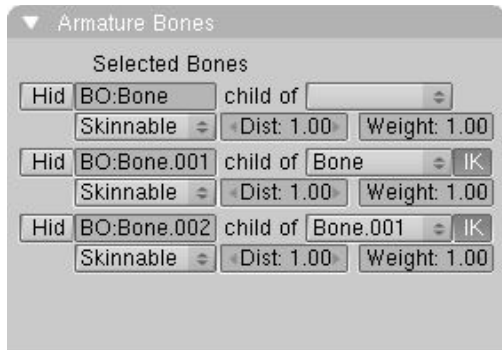 Armature Bones
Selected Bones
Hid BO:Bone child of
Skinnable Dist: 1.00 Weight: 1.00
Hid BO:Bone.001 child of Bone IK
Skinnable Dist: 1.00 Weight: 1.00
Hid BO:Bone.002 child of Bone.001 IK
Skinnable Dist: 1.00 Weight: 1.00